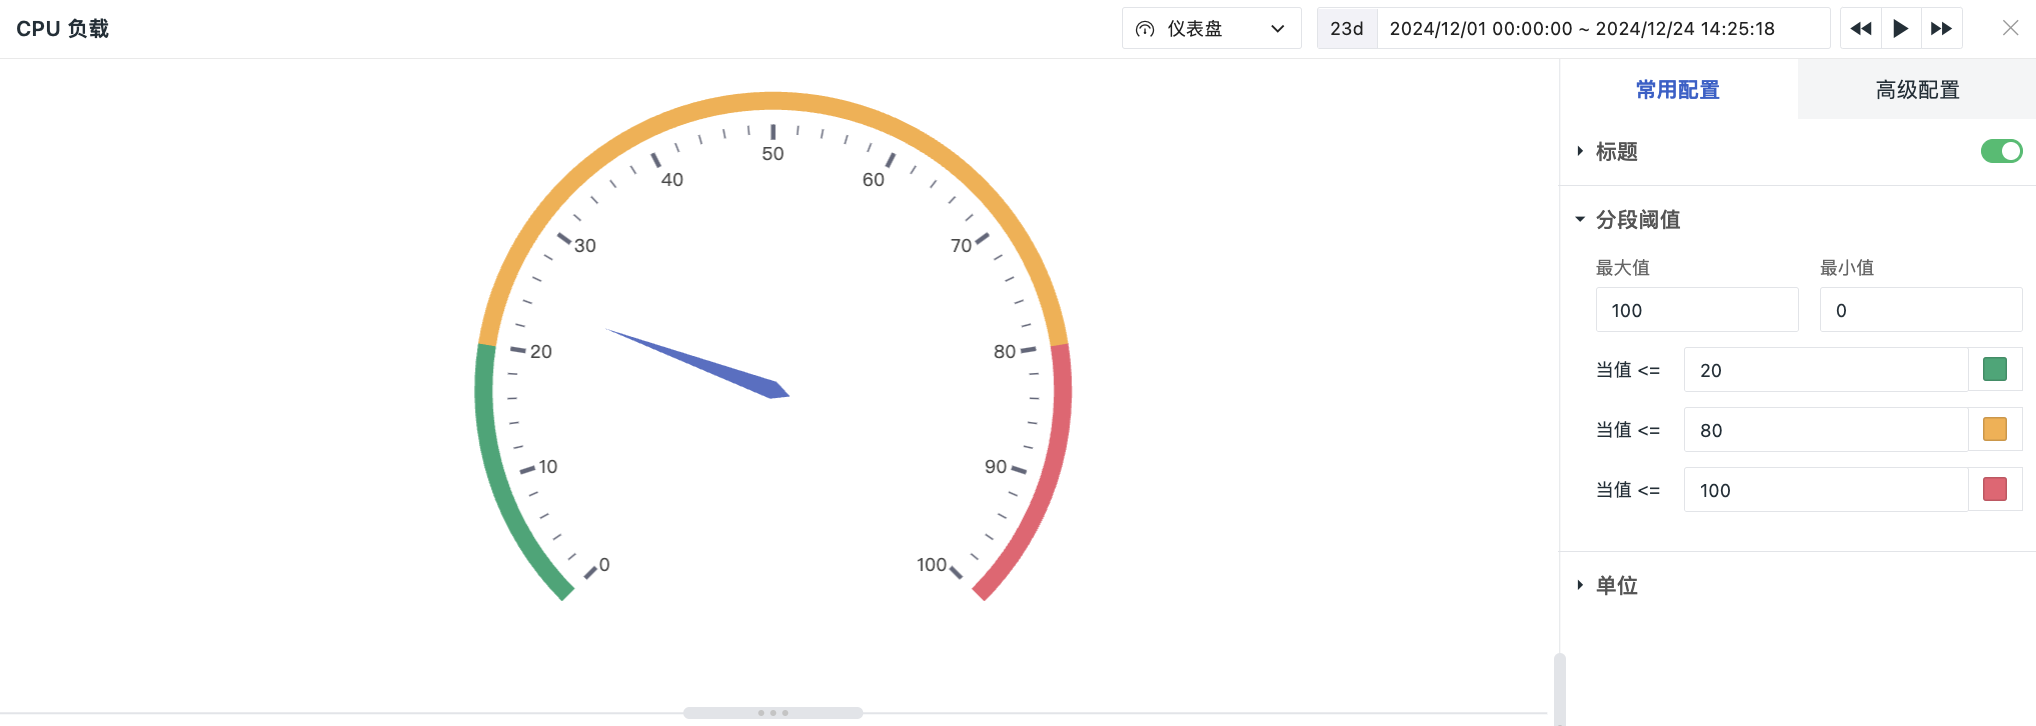 CPU 负载
仪表盘
23d
2024/12/01 00:00:00 ~ 2024/12/24 14:25:18
常用配置
高级配置
标题
分段阈值
最大值
最小值
100
0
当值 <=
20
当值 <=
80
当值 <=
100
单位
0
10
20
30
40
50
60
70
80
90
100